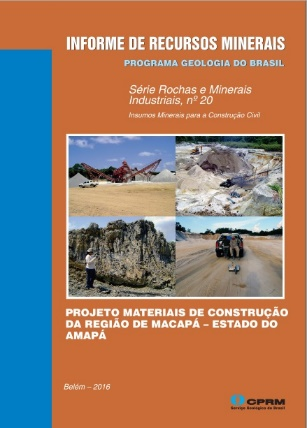 INFORME DE RECURSOS MINERAIS
PROGRAMA GEOLOGIA DO BRASIL
Série Rochas e Minerais
Industriais, nº 20
Insumos Minerais para a Construção Civil
PROJETO MATERIAIS DE CONSTRUÇÃO
DA REGIÃO DE MACAPÁ – ESTADO DO
AMAPÁ
Belém – 2016
CPRM
Serviço Geológico do Brasil